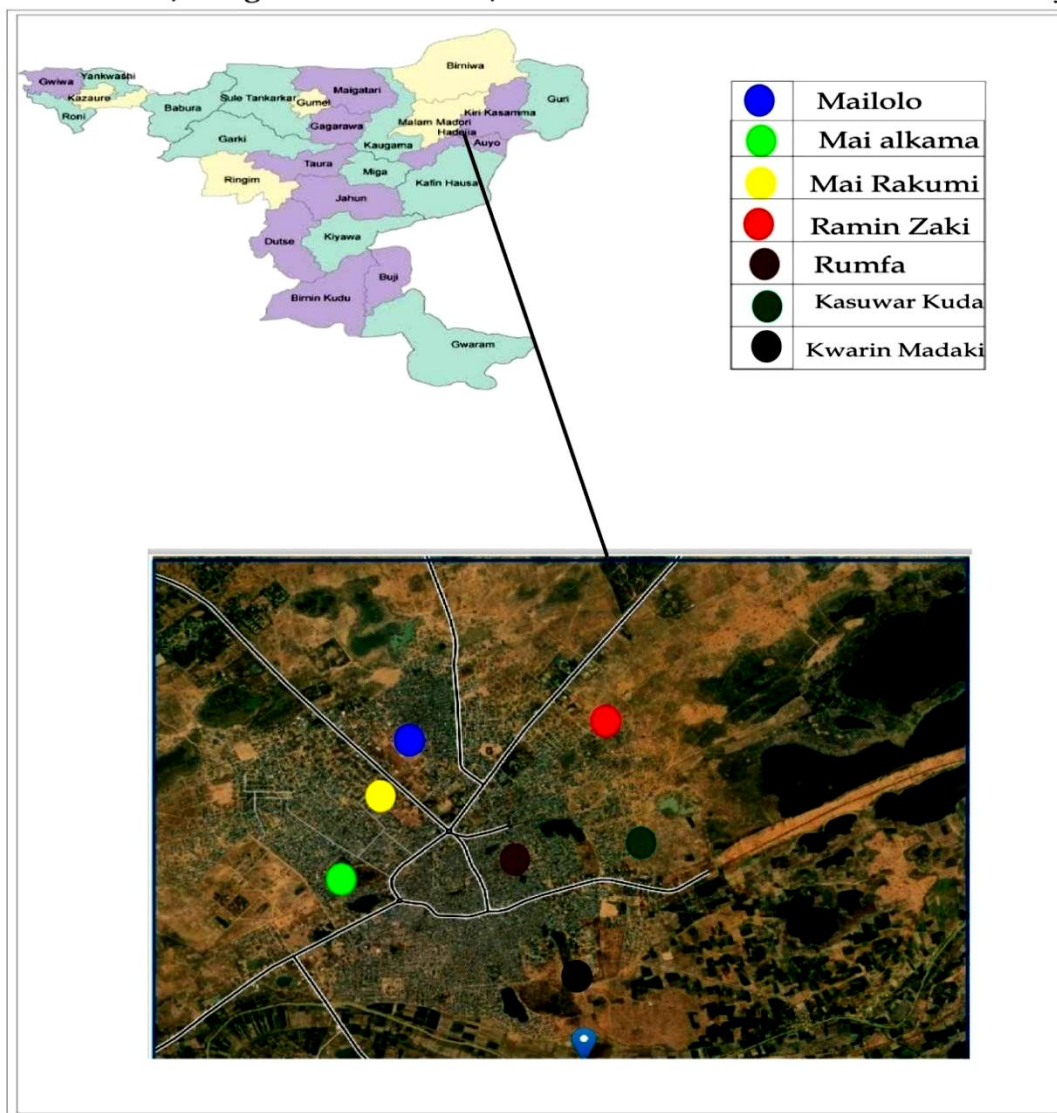 Birniwa
Gwiwa
Yankwashi
Kazaure
Roni
Babura
Sule Tankarkar
Maigatari
Gumel
Guri
Kiri Kasamma
Malam Madori
Hadejia
Gagarawa
Garki
Kaugama
Auyo
Taura
Miga
Kafin Hausa
Ringim
Jahun
Dutse
Kiyawa
Buji
Birnin Kudu
Gwaram
Mailolo
Mai alkama
Mai Rakumi
Ramin Zaki
Rumfa
Kasuwar Kuda
Kwarin Madaki